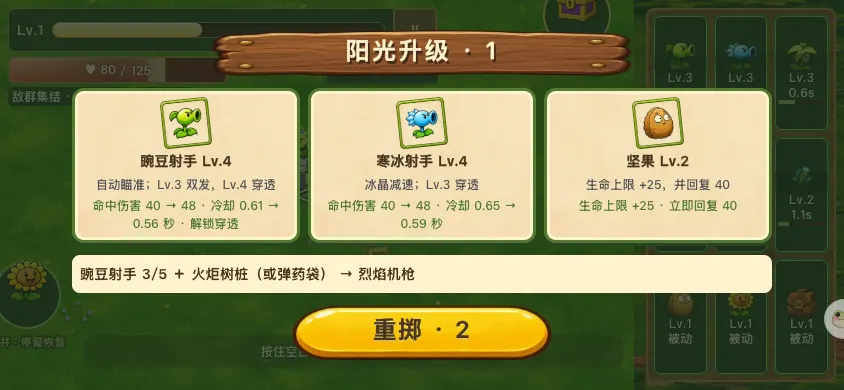 Lv.1
II
♥ 80 / 125
阳光升级 · 1
敌群集结 ·
Lv.3
Lv.3
Lv.3
0.6s
豌豆射手 Lv.4
自动瞄准；Lv.3 双发，Lv.4 穿透
命中伤害 40 → 48 · 冷却 0.61 →
0.56 秒 · 解锁穿透
寒冰射手 Lv.4
冰晶减速；Lv.3 穿透
命中伤害 40 → 48 · 冷却 0.65 →
0.59 秒
坚果 Lv.2
生命上限 +25，并回复 40
生命上限 +25 · 立即回复 40
Lv.2
1.1s
豌豆射手 3/5 + 火炬树桩（或弹药袋） → 烈焰机枪
重掷 · 2
井·停留恢复
按住空
Lv.1
被动
Lv.1
被动
Lv.1
被动